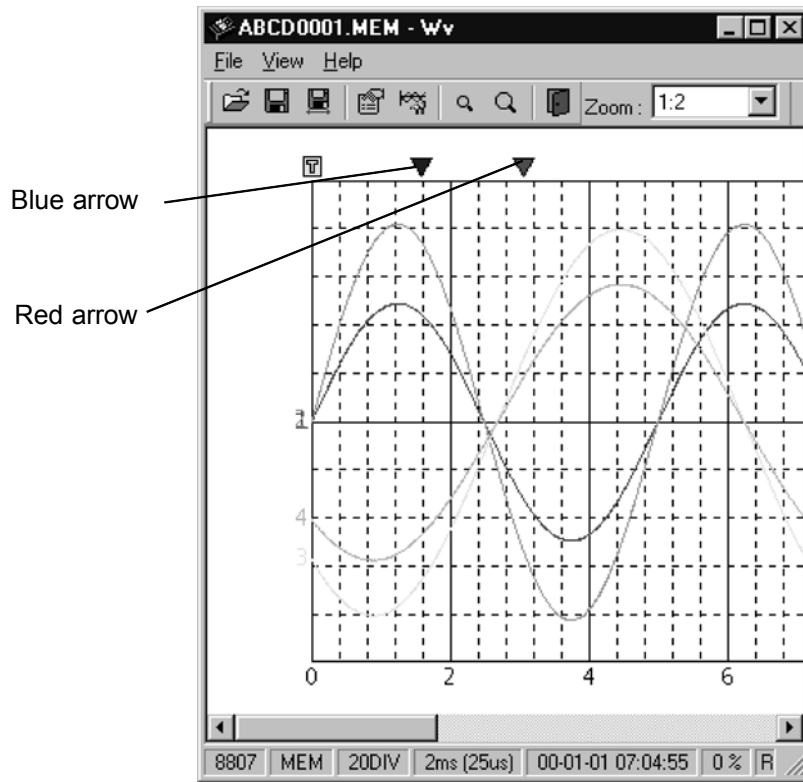 ABCD0001.MEM - Wv
File View Help
Zoom : 1:2
T
Blue arrow
Red arrow
4
3
0 2 4 6
8807 MEM 20DIV 2ms (25us) 00-01-01 07:04:55 0 % R